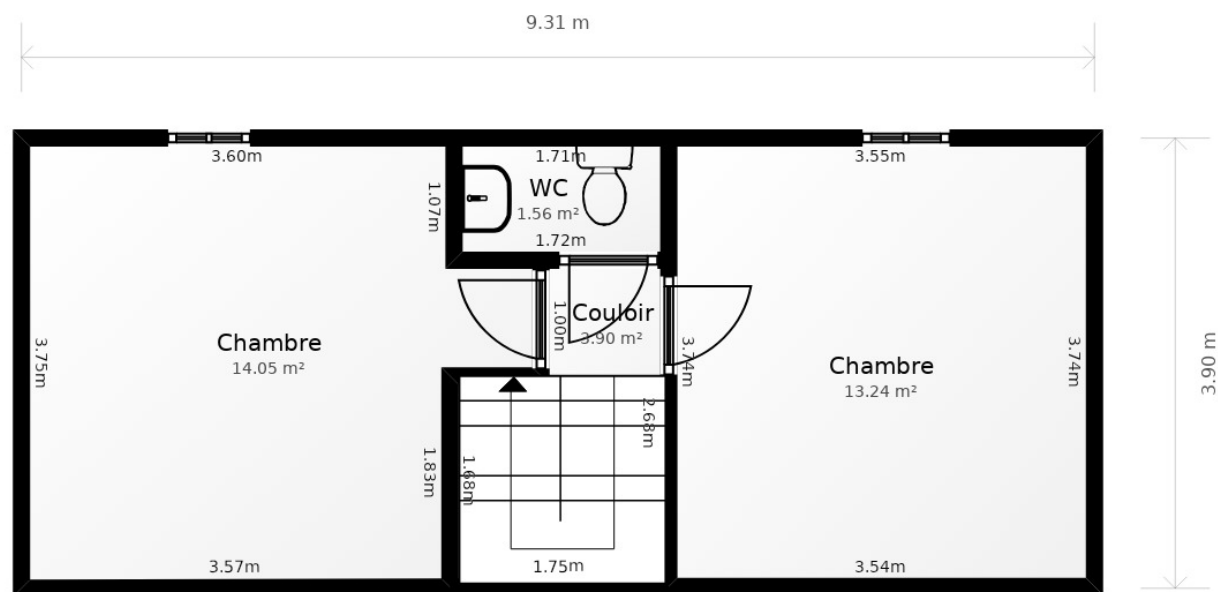 9.31 m
3.60m
1.71m
3.55m
1.07m
WC
1.56 m²
1.72m
Couloir
3.90 m²
1.00m
Chambre
14.05 m²
3.75m
3.74m
Chambre
13.24 m²
3.74m
3.90 m
2.68m
1.83m
1.68m
3.57m
1.75m
3.54m